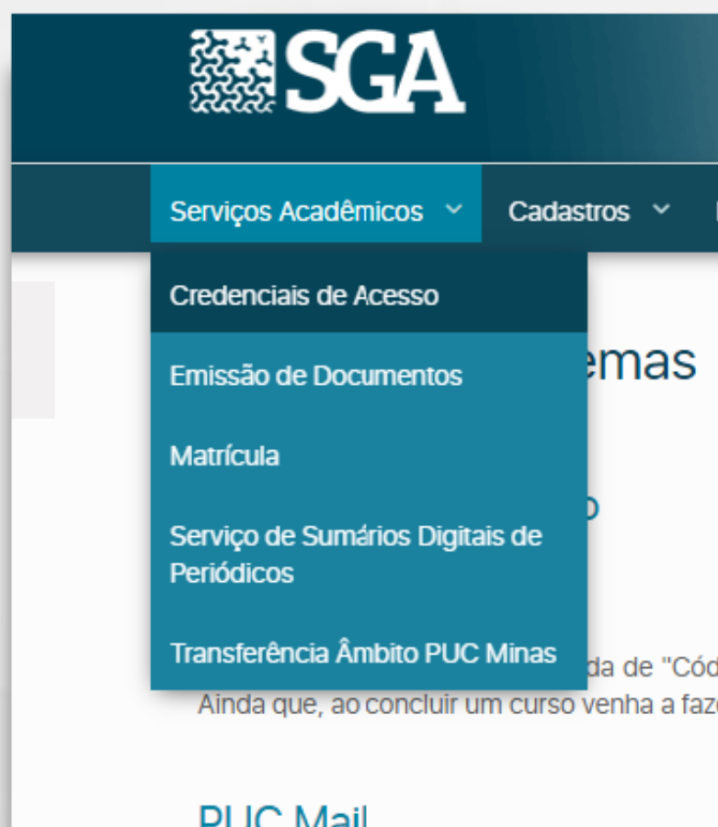 SGA
Serviços Acadêmicos
Cadastros
Credenciais de Acesso
emas
Emissão de Documentos
Matrícula
Serviço de Sumários Digitais de
Periódicos
Transferência Âmbito PUC Minas
da de "Cód
Ainda que, ao concluir um curso venha a faz
PUC Mail